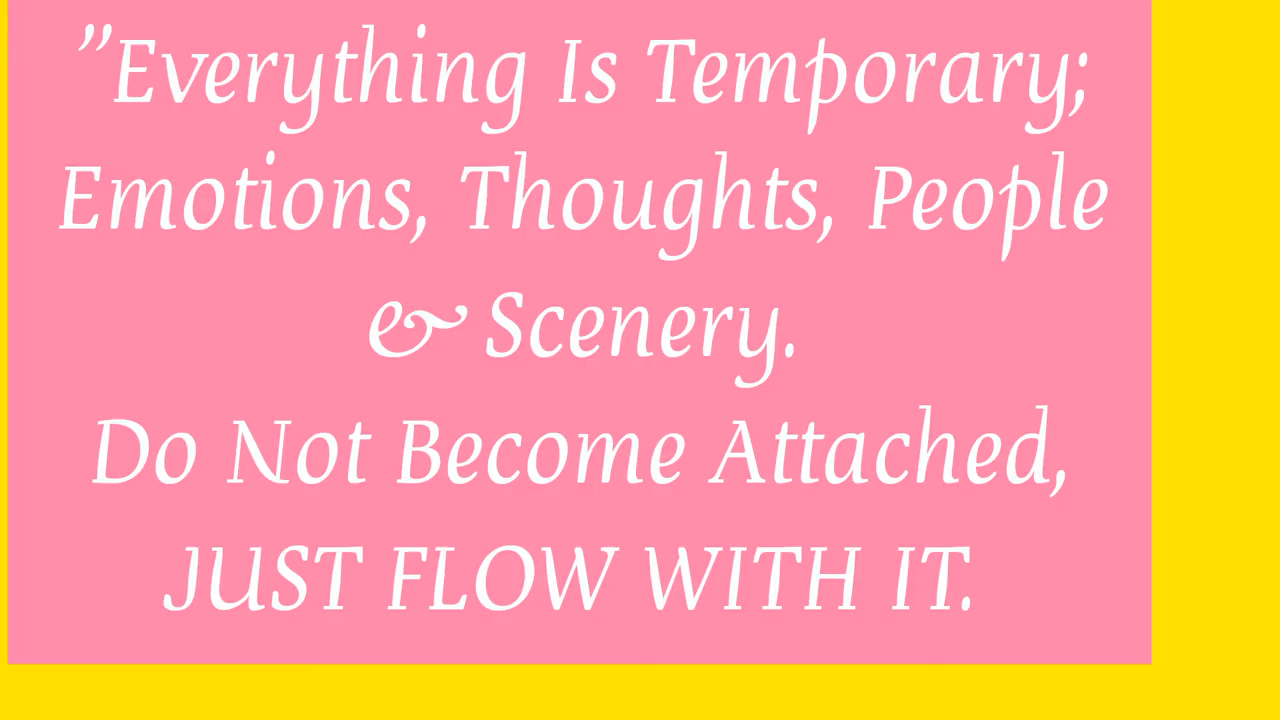 ”Everything Is Temporary;
Emotions, Thoughts, People
& Scenery.
Do Not Become Attached,
JUST FLOW WITH IT.